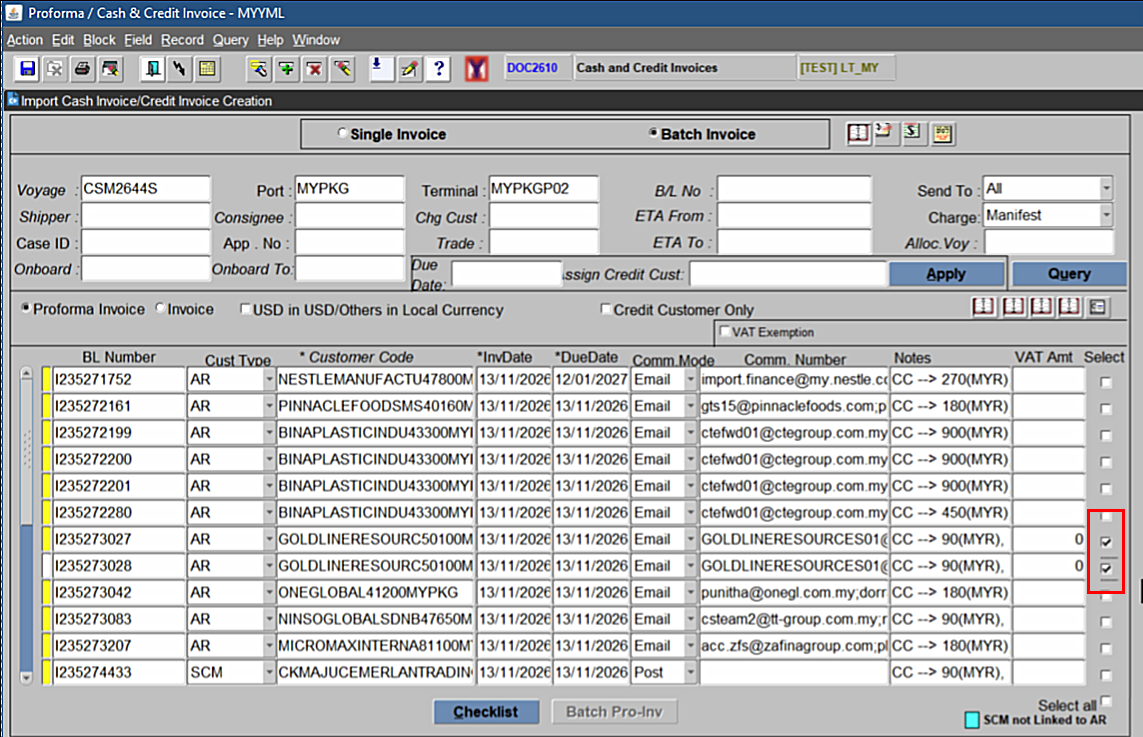 Proforma / Cash & Credit Invoice - MYYML
Action Edit Block Field Record Query Help Window
DOC2610 Cash and Credit Invoices [TEST] LT_MY
Import Cash Invoice/Credit Invoice Creation
Single Invoice Batch Invoice
Voyage : CSM2644S Port : MYPKG Terminal : MYPKGP02 B/L No : Send To : All
Shipper : Consignee : Chg Cust : ETA From : Charge: Manifest
Case ID : App . No : Trade : ETA To : Alloc.Voy :
Onboard : Onboard To: Due Date: ssign Credit Cust: Apply Query
Proforma Invoice Invoice USD in USD/Others in Local Currency Credit Customer Only
VAT Exemption
BL Number Cust Type * Customer Code *InvDate *DueDate Comm.Mode Comm. Number Notes VAT Amt Select
I235271752 AR NESTLEMANUFACTU47800M 13/11/2026 12/01/2027 Email import.finance@my.nestle.cc CC --> 270(MYR)
I235272161 AR PINNACLEFOODSMS40160M 13/11/2026 13/11/2026 Email gts15@pinnaclefoods.com;p CC --> 180(MYR)
I235272199 AR BINAPLASTICINDU43300MYI 13/11/2026 13/11/2026 Email ctefwd01@ctegroup.com.my CC --> 900(MYR)
I235272200 AR BINAPLASTICINDU43300MYI 13/11/2026 13/11/2026 Email ctefwd01@ctegroup.com.my CC --> 900(MYR)
I235272201 AR BINAPLASTICINDU43300MYI 13/11/2026 13/11/2026 Email ctefwd01@ctegroup.com.my CC --> 900(MYR)
I235272280 AR BINAPLASTICINDU43300MYI 13/11/2026 13/11/2026 Email ctefwd01@ctegroup.com.my CC --> 450(MYR)
I235273027 AR GOLDLINERESOURC50100M 13/11/2026 13/11/2026 Email GOLDLINERESOURCES01@ CC --> 90(MYR), 0
I235273028 AR GOLDLINERESOURC50100M 13/11/2026 13/11/2026 Email GOLDLINERESOURCES01@ CC --> 90(MYR), 0
I235273042 AR ONEGLOBAL41200MYPKG 13/11/2026 13/11/2026 Email punitha@onegl.com.my;dorr CC --> 180(MYR)
I235273083 AR NINSOGLOBALSDNB47650M 13/11/2026 13/11/2026 Email csteam2@tt-group.com.my;r CC --> 90(MYR),
I235273207 AR MICROMAXINTERNA81100M 13/11/2026 13/11/2026 Email acc.zfs@zafinagroup.com;pl CC --> 180(MYR)
I235274433 SCM CKMAJUCEMERLANTRADIN 13/11/2026 13/11/2026 Post CC --> 90(MYR),
Checklist Batch Pro-Inv Select all
SCM not Linked to AR